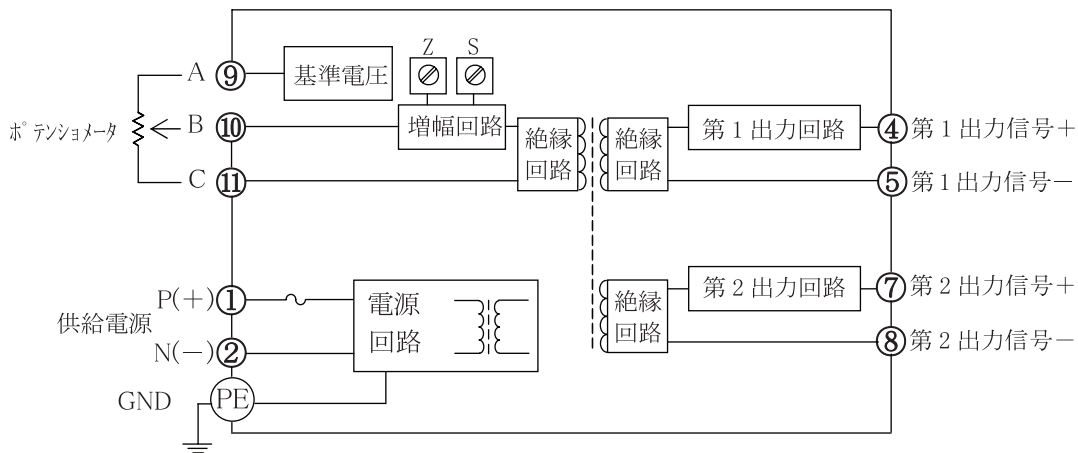 Z S
A ⑨ 基準電圧
ポテンショメータ B ⑩ 増幅回路 絶縁回路 絶縁回路 第1出力回路 ④ 第1出力信号+
C ⑪ ⑤ 第1出力信号−
P(+) ① 電源回路 絶縁回路 第2出力回路 ⑦ 第2出力信号+
供給電源
N(−) ② ⑧ 第2出力信号−
GND PE